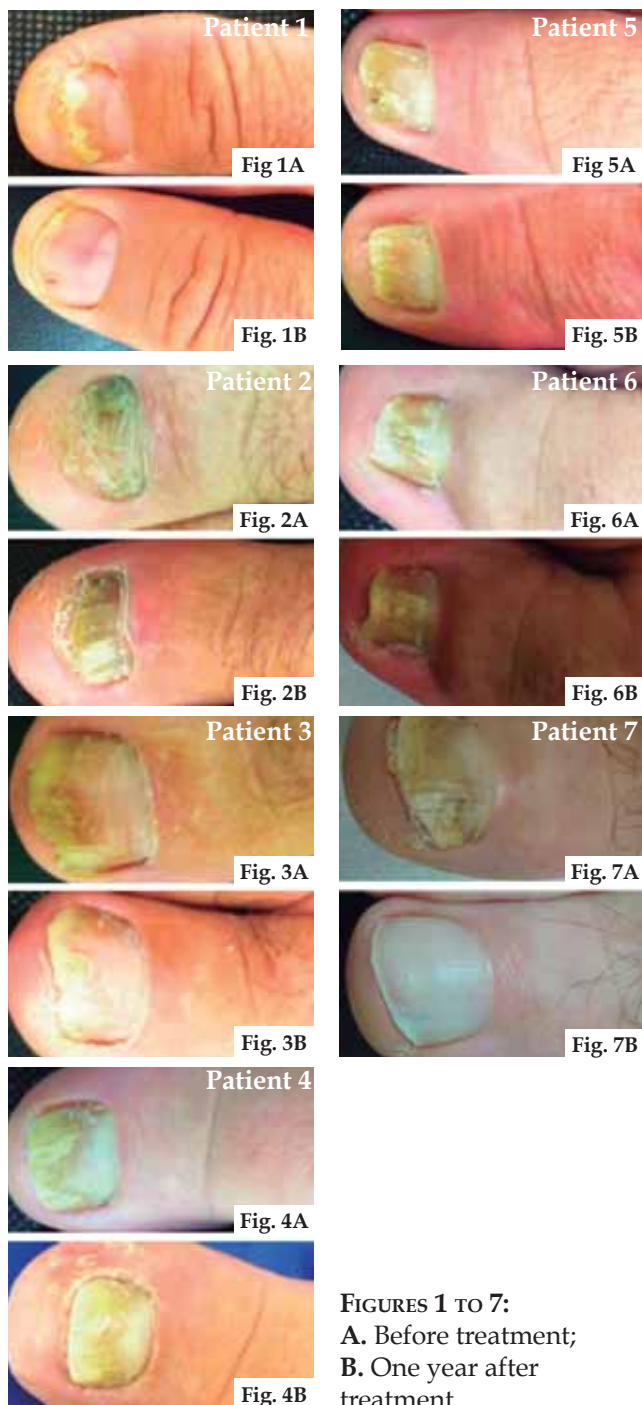 Patient 1
Fig 1A
Fig. 1B
Patient 2
Fig. 2A
Fig. 2B
Patient 3
Fig. 3A
Fig. 3B
Patient 4
Fig. 4A
Fig. 4B
Patient 5
Fig 5A
Fig. 5B
Patient 6
Fig. 6A
Fig. 6B
Patient 7
Fig. 7A
Fig. 7B
FIGURES 1 TO 7:
A. Before treatment;
B. One year after
treatment